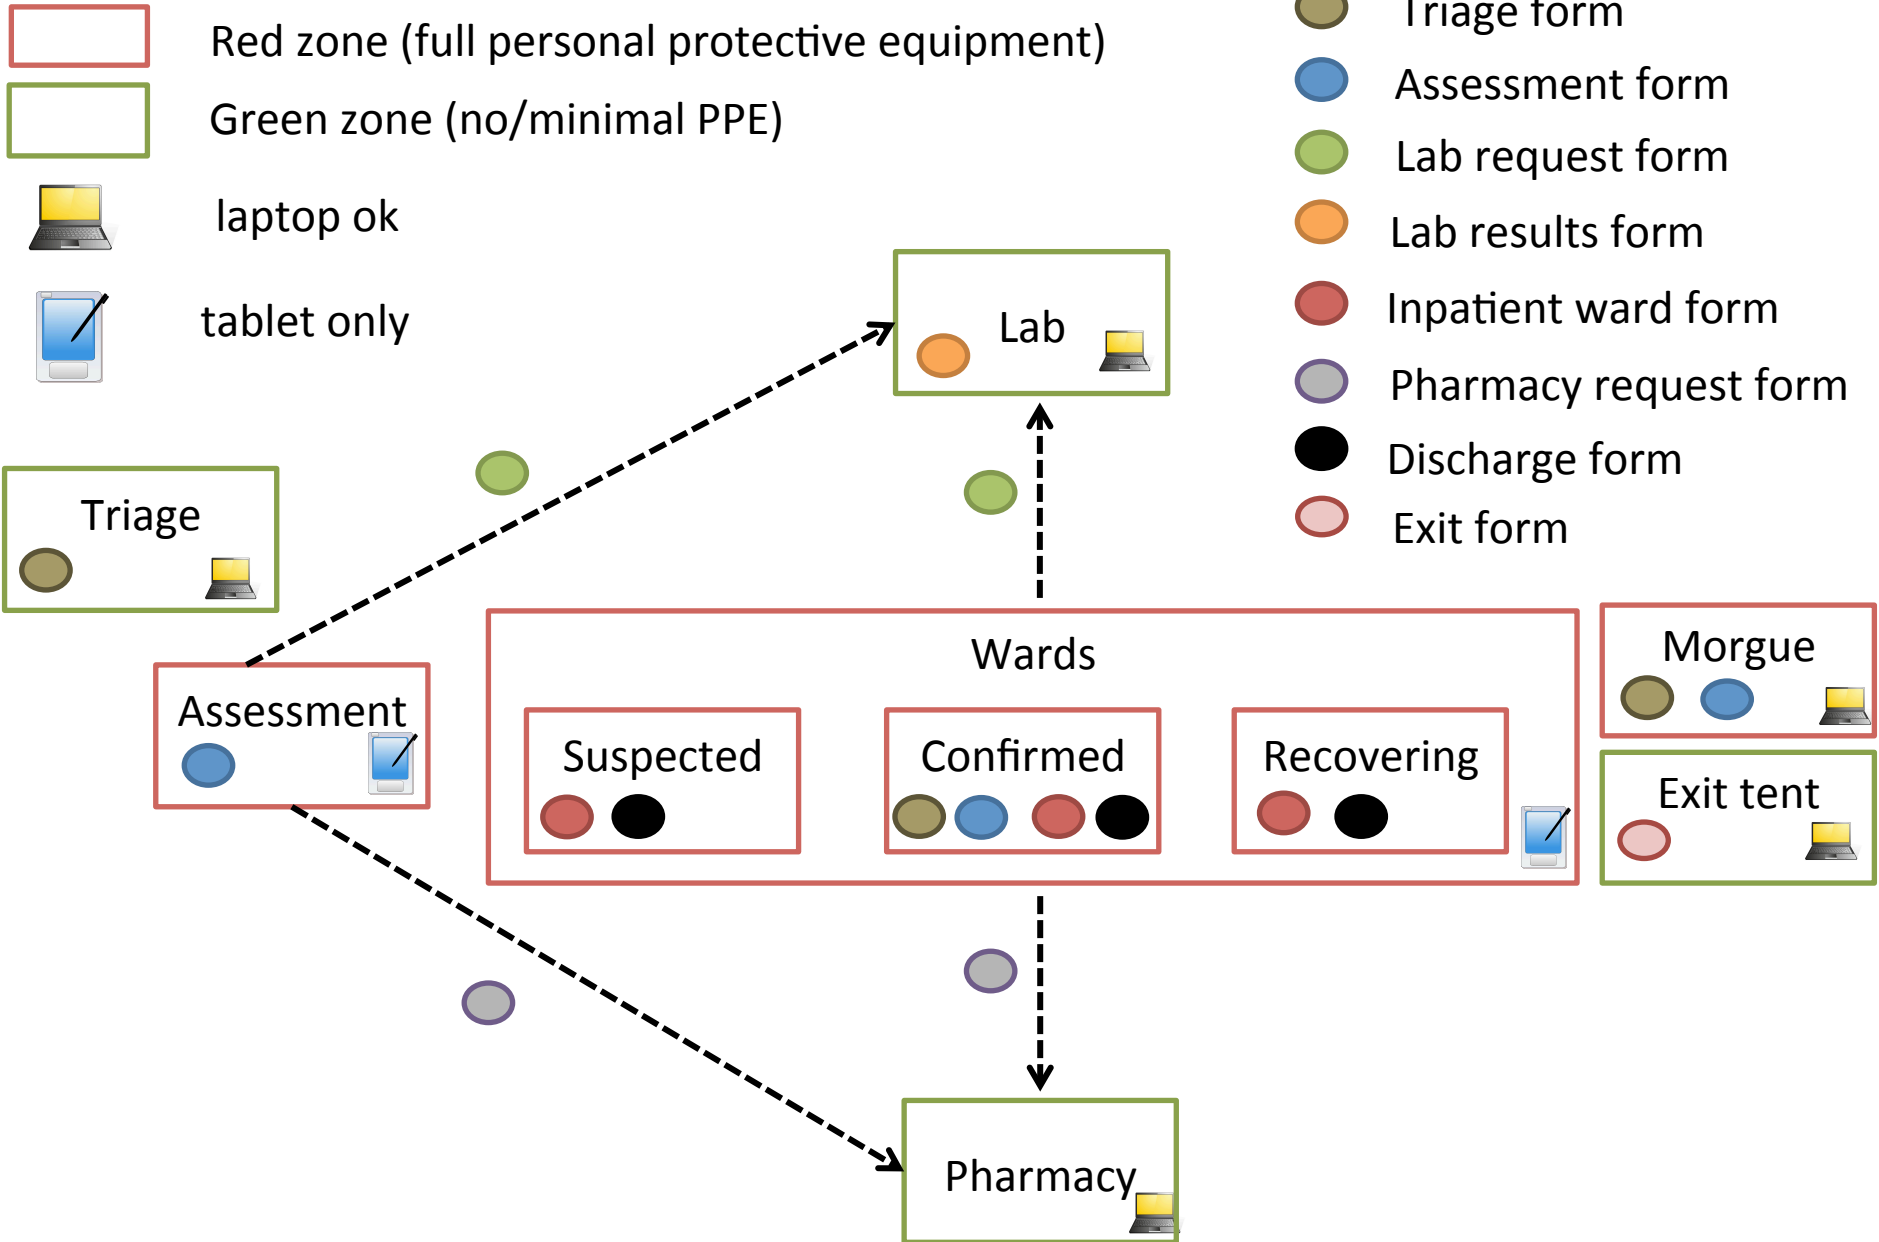 Red zone (full personal protective equipment)
Green zone (no/minimal PPE)
laptop ok
tablet only
Triage form
Assessment form
Lab request form
Lab results form
Inpatient ward form
Pharmacy request form
Discharge form
Exit form
Lab
Triage
Assessment
Wards
Suspected
Confirmed
Recovering
Morgue
Exit tent
Pharmacy